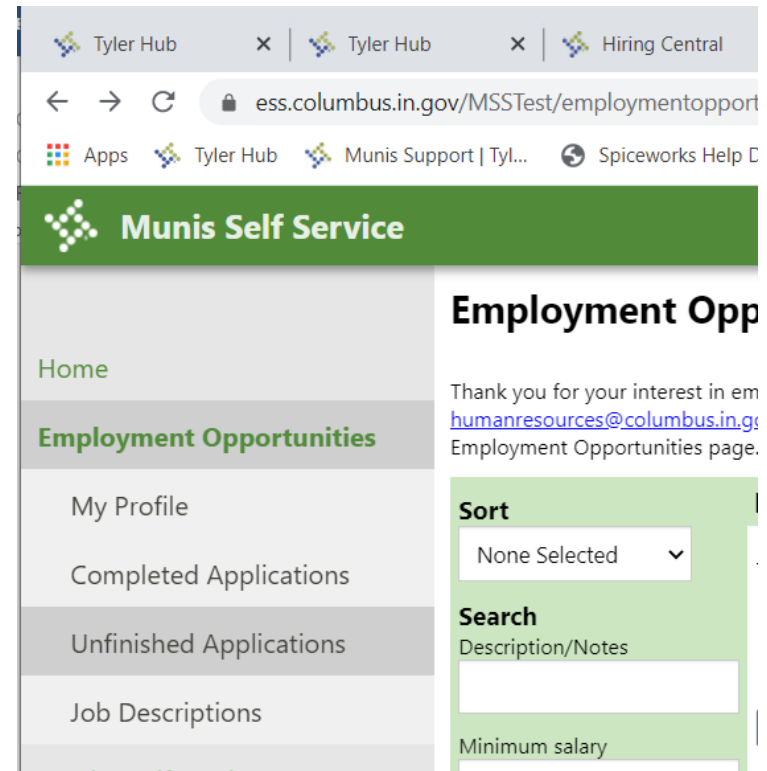 Tyler Hub
Tyler Hub
Hiring Central
ess.columbus.in.gov/MSSTest/employmentopport
Apps
Tyler Hub
Munis Support | Tyl...
Spiceworks Help D
Munis Self Service
Home
Employment Opportunities
My Profile
Completed Applications
Unfinished Applications
Job Descriptions
Employment Opp
Thank you for your interest in em
humanresources@columbus.in.go
Employment Opportunities page.
Sort
None Selected
Search
Description/Notes
Minimum salary